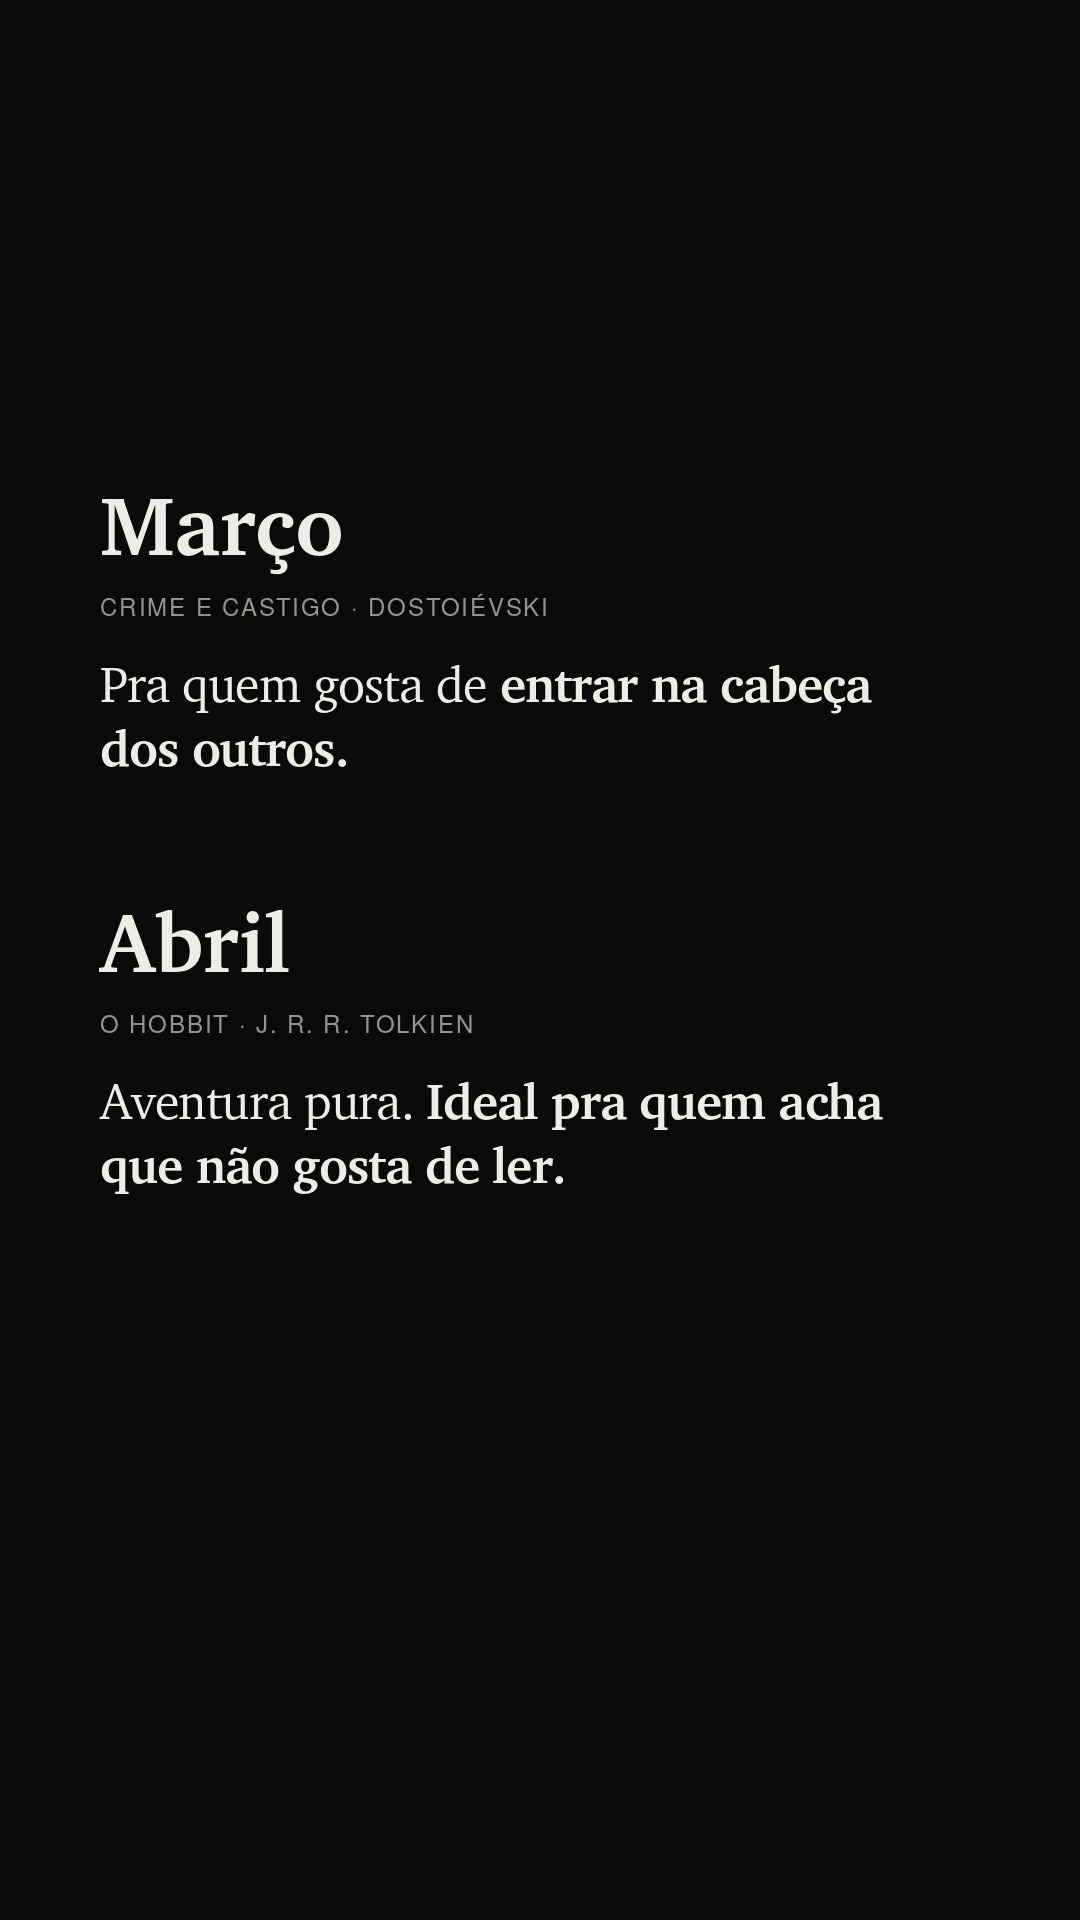 Março
CRIME E CASTIGO · DOSTOIÉVSKI
Pra quem gosta de entrar na cabeça
dos outros.
Abril
O HOBBIT · J. R. R. TOLKIEN
Aventura pura. Ideal pra quem acha
que não gosta de ler.